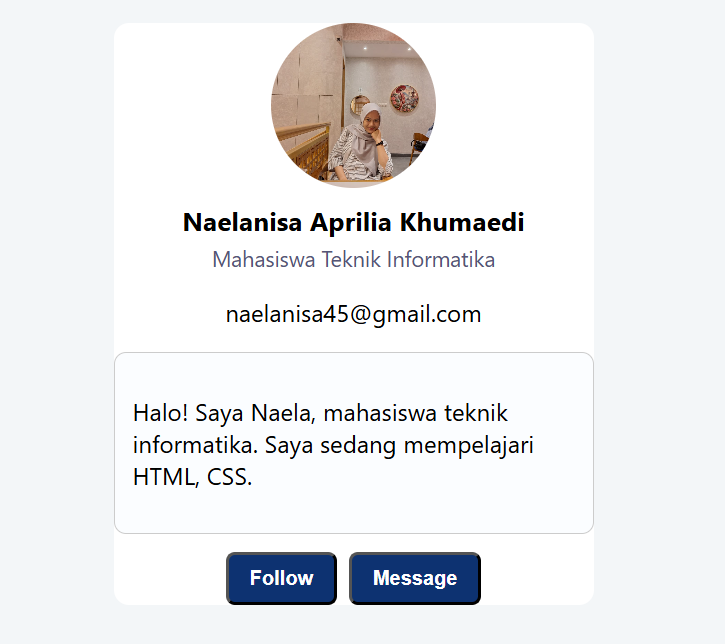 Naelanisa Aprilia Khumaedi
Mahasiswa Teknik Informatika
naelanisa45@gmail.com
Halo! Saya Naela, mahasiswa teknik
informatika. Saya sedang mempelajari
HTML, CSS.
Follow Message